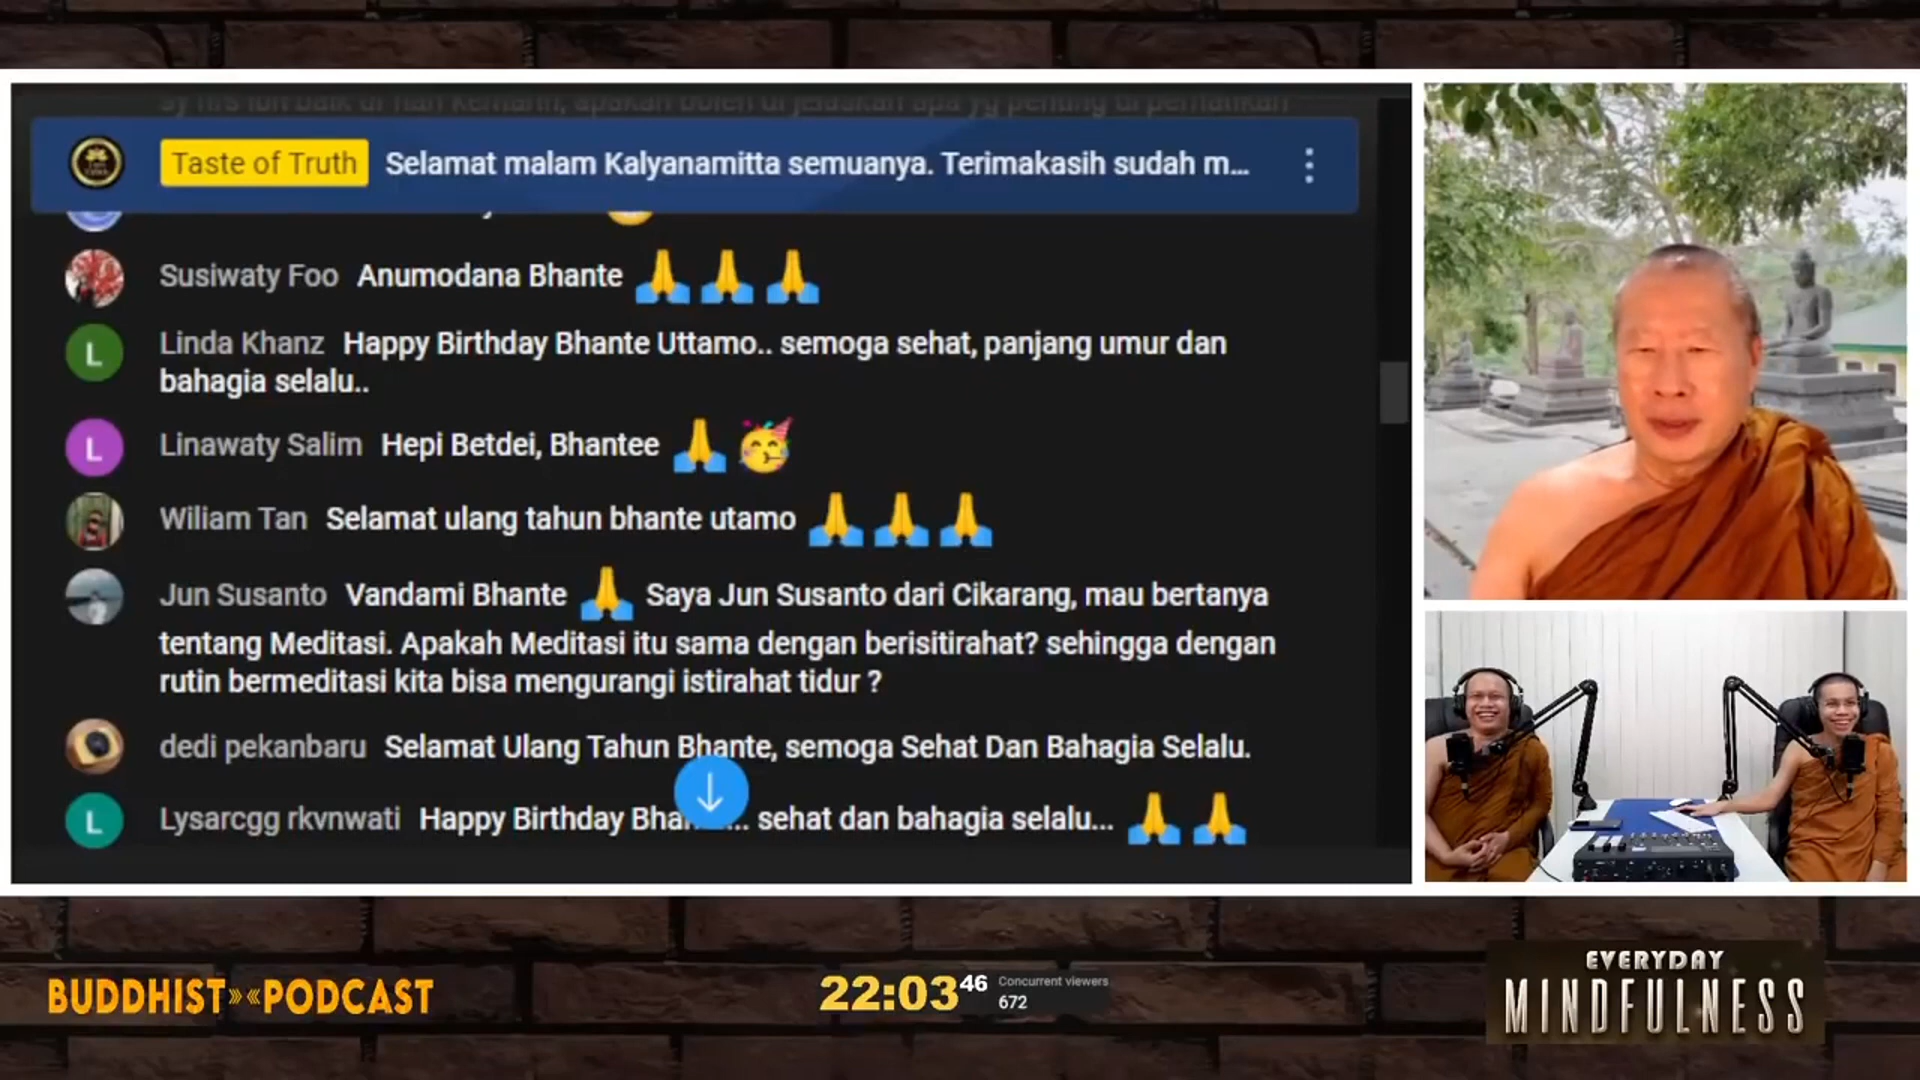 Taste of Truth Selamat malam Kalyanamitta semuanya. Terimakasih sudah m...
Susiwaty Foo Anumodana Bhante 🙏 🙏 🙏
Linda Khanz Happy Birthday Bhante Uttamo.. semoga sehat, panjang umur dan
bahagia selalu..
Linawaty Salim Hepi Betdei, Bhantee 🙏 🥳
Wiliam Tan Selamat ulang tahun bhante utamo 🙏 🙏 🙏
Jun Susanto Vandami Bhante 🙏 Saya Jun Susanto dari Cikarang, mau bertanya
tentang Meditasi. Apakah Meditasi itu sama dengan berisitirahat? sehingga dengan
rutin bermeditasi kita bisa mengurangi istirahat tidur ?
dedi pekanbaru Selamat Ulang Tahun Bhante, semoga Sehat Dan Bahagia Selalu.
Lysarcgg rkvnwati Happy Birthday ... sehat dan bahagia selalu... 🙏 🙏
L
L
L
BUDDHIST»«PODCAST
22:03 46
Concurrent viewers
672
EVERYDAY
MINDFULNESS